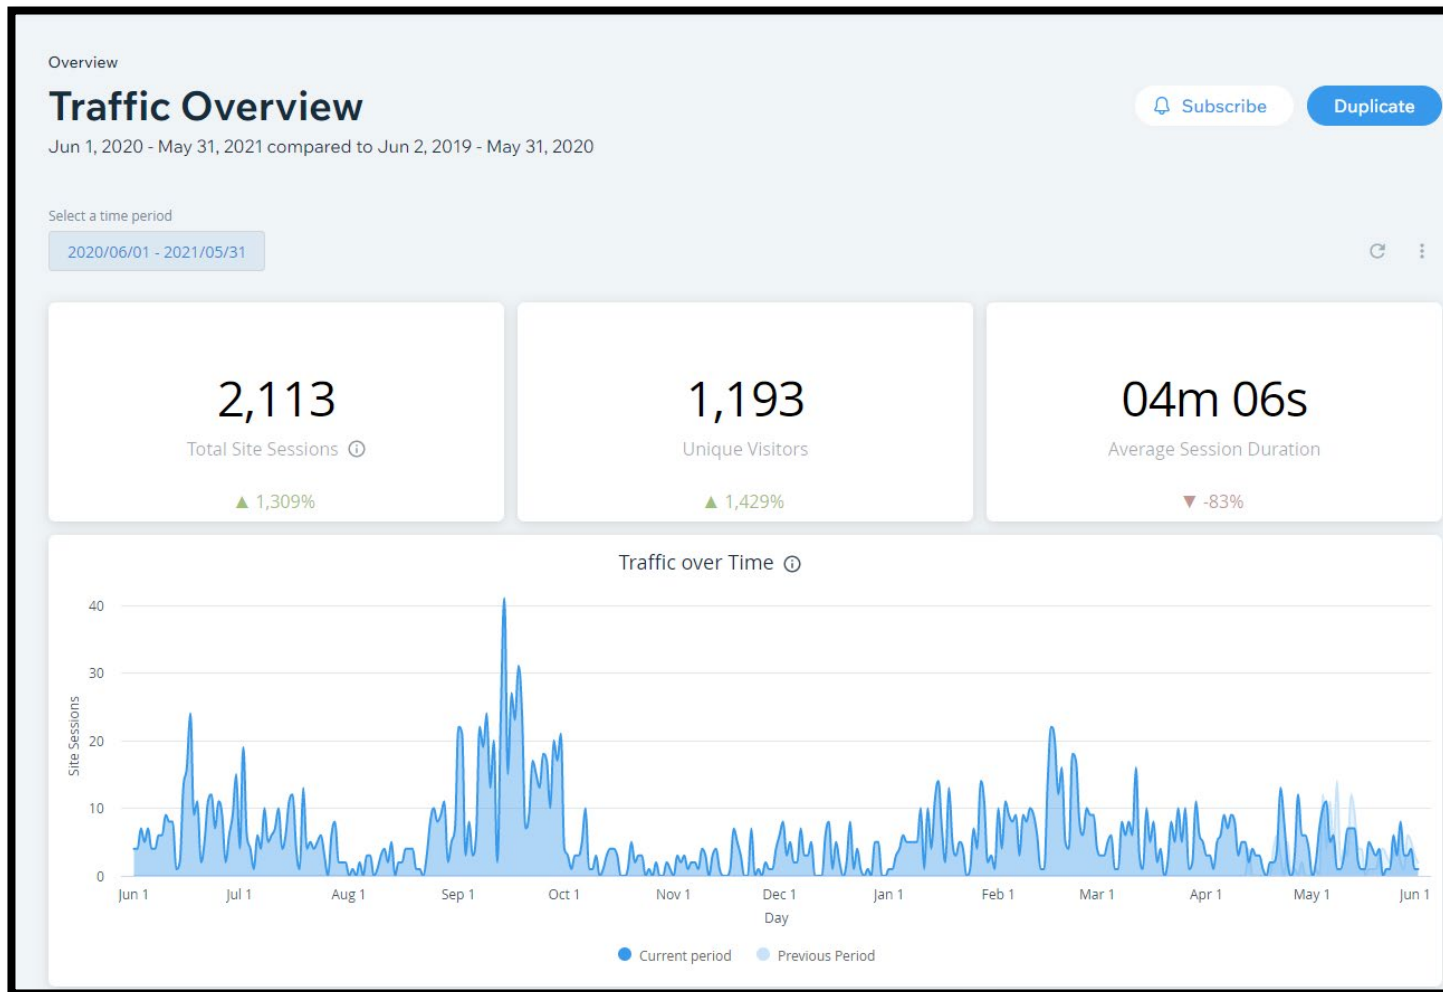 Overview
Traffic Overview
Subscribe
Duplicate
Jun 1, 2020 - May 31, 2021 compared to Jun 2, 2019 - May 31, 2020
Select a time period
2020/06/01 - 2021/05/31
2,113
Total Site Sessions
▲ 1,309%
1,193
Unique Visitors
▲ 1,429%
04m 06s
Average Session Duration
▼ -83%
Traffic over Time
Site Sessions
40
30
20
10
0
Jun 1 Jul 1 Aug 1 Sep 1 Oct 1 Nov 1 Dec 1 Jan 1 Feb 1 Mar 1 Apr 1 May 1 Jun 1
Day
Current period Previous Period